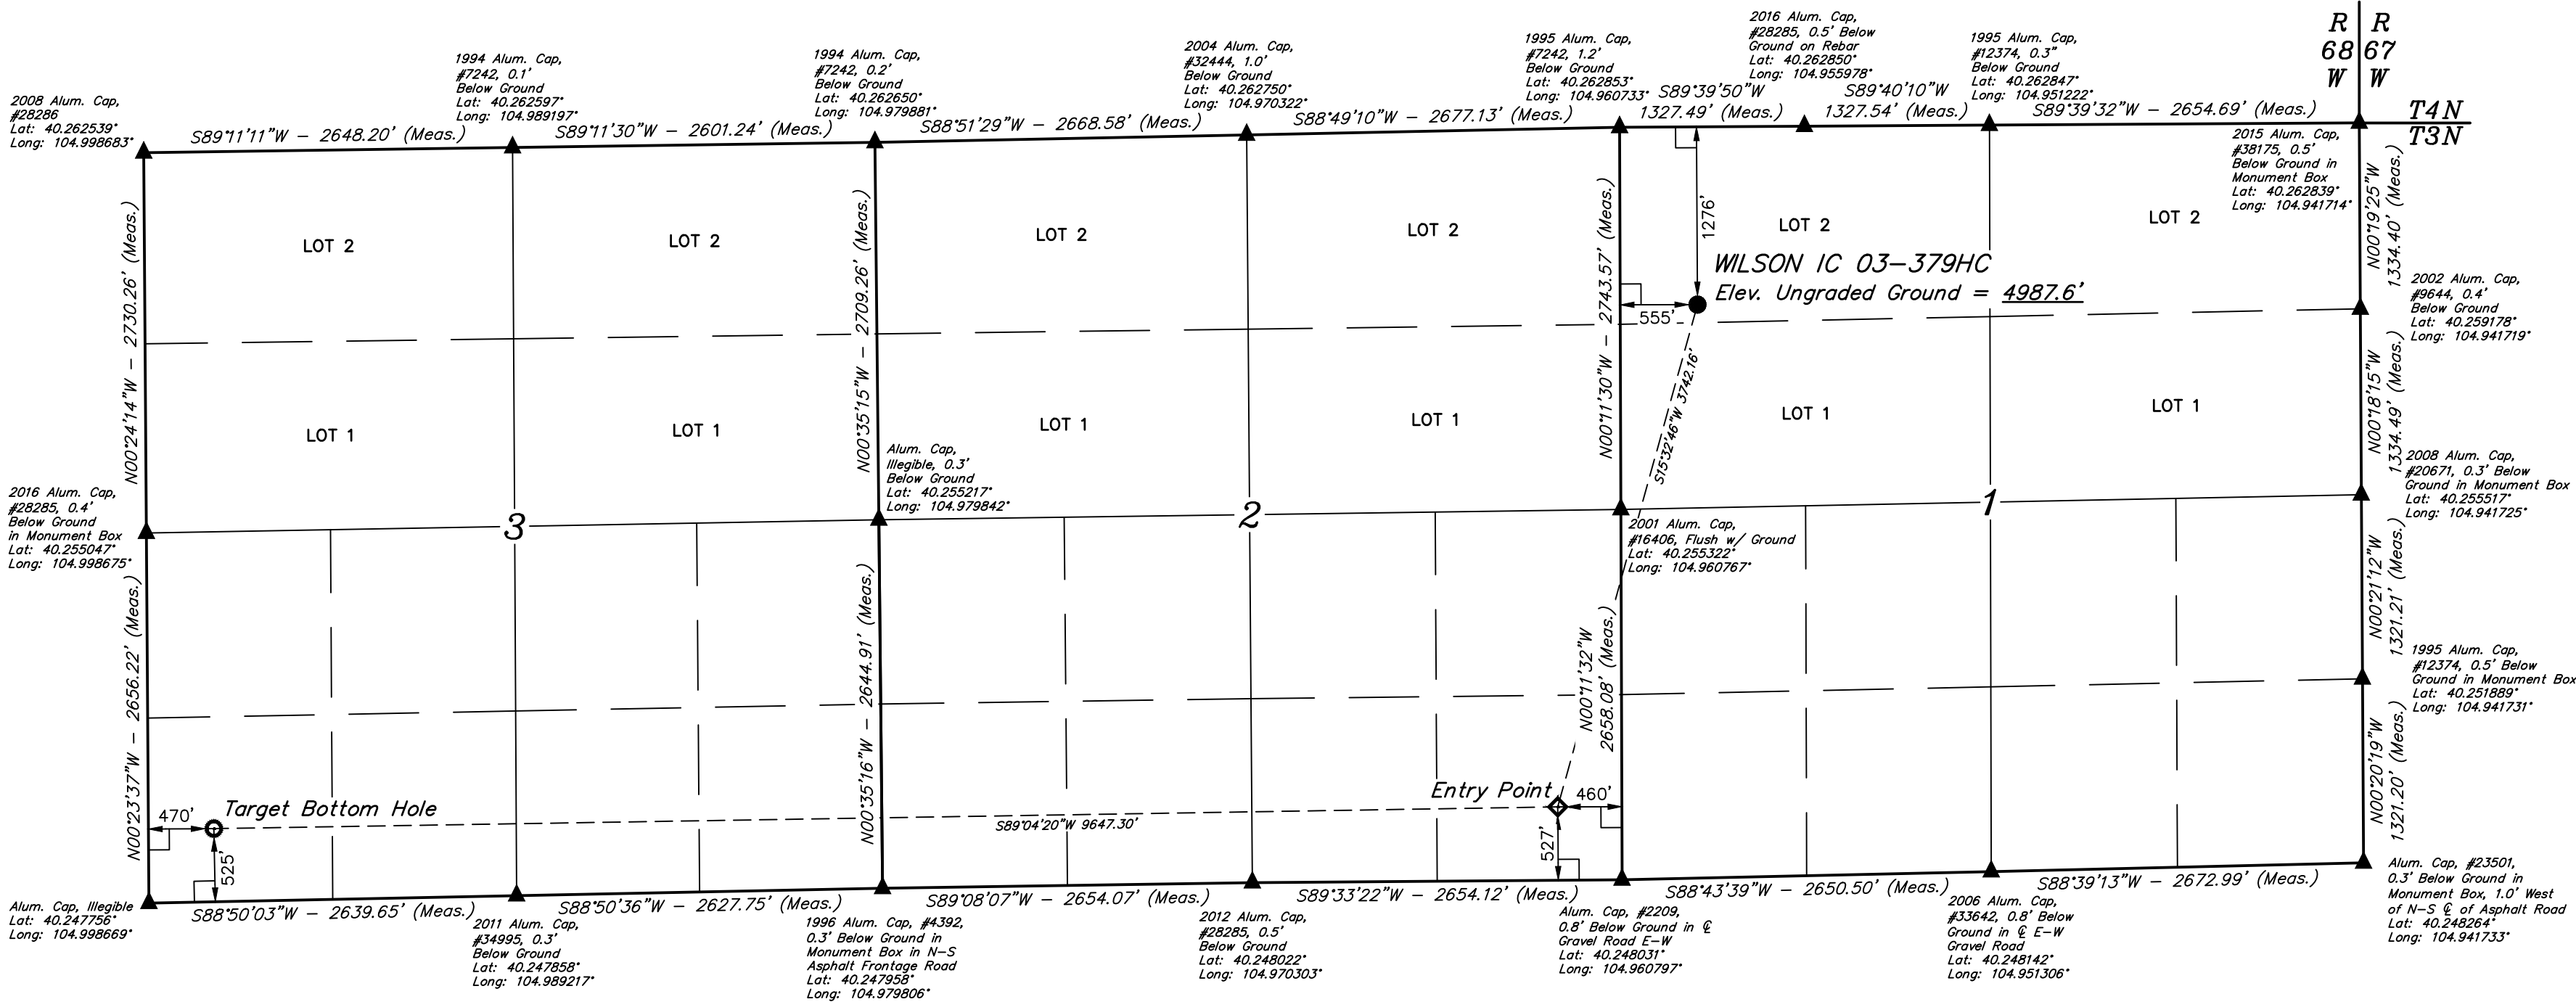 2008 Alum. Cap,
#28286
Lat: 40.262539°
Long: 104.998683°
1994 Alum. Cap,
#7242, 0.1'
Below Ground
Lat: 40.262597°
Long: 104.989197°
1994 Alum. Cap,
#7242, 0.2'
Below Ground
Lat: 40.262650°
Long: 104.979881°
2004 Alum. Cap,
#32444, 1.0'
Below Ground
Lat: 40.262750°
Long: 104.970322°
1995 Alum. Cap,
#7242, 1.2'
Below Ground
Lat: 40.262853°
Long: 104.960733°
2016 Alum. Cap,
#28285, 0.5' Below
Ground on Rebar
Lat: 40.262850°
Long: 104.955978°
1995 Alum. Cap,
#12374, 0.3"
Below Ground
Lat: 40.262847°
Long: 104.951222°
R R
68 67
W W
T4N
T3N
S89°11'11"W - 2648.20' (Meas.)
S89°11'30"W - 2601.24' (Meas.)
S88°51'29"W - 2668.58' (Meas.)
S88°49'10"W - 2677.13' (Meas.)
S89°39'50"W
1327.49' (Meas.)
S89°40'10"W
1327.54' (Meas.)
S89°39'32"W - 2654.69' (Meas.)
2015 Alum. Cap,
#38175, 0.5'
Below Ground in
Monument Box
Lat: 40.262839°
Long: 104.941714°
N00°19'25"W
1334.40' (Meas.)
LOT 2
LOT 2
LOT 2
LOT 2
LOT 2
LOT 2
N00°24'14"W - 2730.26' (Meas.)
N00°35'15"W - 2709.26' (Meas.)
N00°11'30"W - 2743.57' (Meas.)
1276'
WILSON IC 03-379HC
Elev. Ungraded Ground = 4987.6'
555'
2002 Alum. Cap,
#9644, 0.4'
Below Ground
Lat: 40.259178°
Long: 104.941719°
N00°18'15"W
1334.49' (Meas.)
S15°32'46"W 3742.16'
LOT 1
LOT 1
LOT 1
LOT 1
LOT 1
LOT 1
2016 Alum. Cap,
#28285, 0.4'
Below Ground
in Monument Box
Lat: 40.255047°
Long: 104.998675°
Alum. Cap,
Illegible, 0.3'
Below Ground
Lat: 40.255217°
Long: 104.979842°
2008 Alum. Cap,
#20671, 0.3' Below
Ground in Monument Box
Lat: 40.255517°
Long: 104.941725°
3
2
1
2001 Alum. Cap,
#16406, Flush w/ Ground
Lat: 40.255322°
Long: 104.960767°
N00°21'12"W
1321.21' (Meas.)
N00°23'37"W - 2656.22' (Meas.)
N00°35'16"W - 2644.91' (Meas.)
N00°11'32"W
2658.08' (Meas.)
1995 Alum. Cap,
#12374, 0.5' Below
Ground in Monument Box
Lat: 40.251889°
Long: 104.941731°
N00°20'19"W
1321.20' (Meas.)
470'
Target Bottom Hole
525'
S89°04'20"W 9647.30'
Entry Point
460'
527'
Alum. Cap, Illegible
Lat: 40.247756°
Long: 104.998669°
S88°50'03"W - 2639.65' (Meas.)
S88°50'36"W - 2627.75' (Meas.)
S89°08'07"W - 2654.07' (Meas.)
S89°33'22"W - 2654.12' (Meas.)
S88°43'39"W - 2650.50' (Meas.)
S88°39'13"W - 2672.99' (Meas.)
2011 Alum. Cap,
#34995, 0.3'
Below Ground
Lat: 40.247858°
Long: 104.989217°
1996 Alum. Cap, #4392,
0.3' Below Ground in
Monument Box in N-S
Asphalt Frontage Road
Lat: 40.247958°
Long: 104.979806°
2012 Alum. Cap,
#28285, 0.5'
Below Ground
Lat: 40.248022°
Long: 104.970303°
Alum. Cap, #2209,
0.8' Below Ground in ℄
Gravel Road E-W
Lat: 40.248031°
Long: 104.960797°
2006 Alum. Cap,
#33642, 0.8' Below
Ground in ℄ E-W
Gravel Road
Lat: 40.248142°
Long: 104.951306°
Alum. Cap, #23501,
0.3' Below Ground in
Monument Box, 1.0' West
of N-S ℄ of Asphalt Road
Lat: 40.248264°
Long: 104.941733°